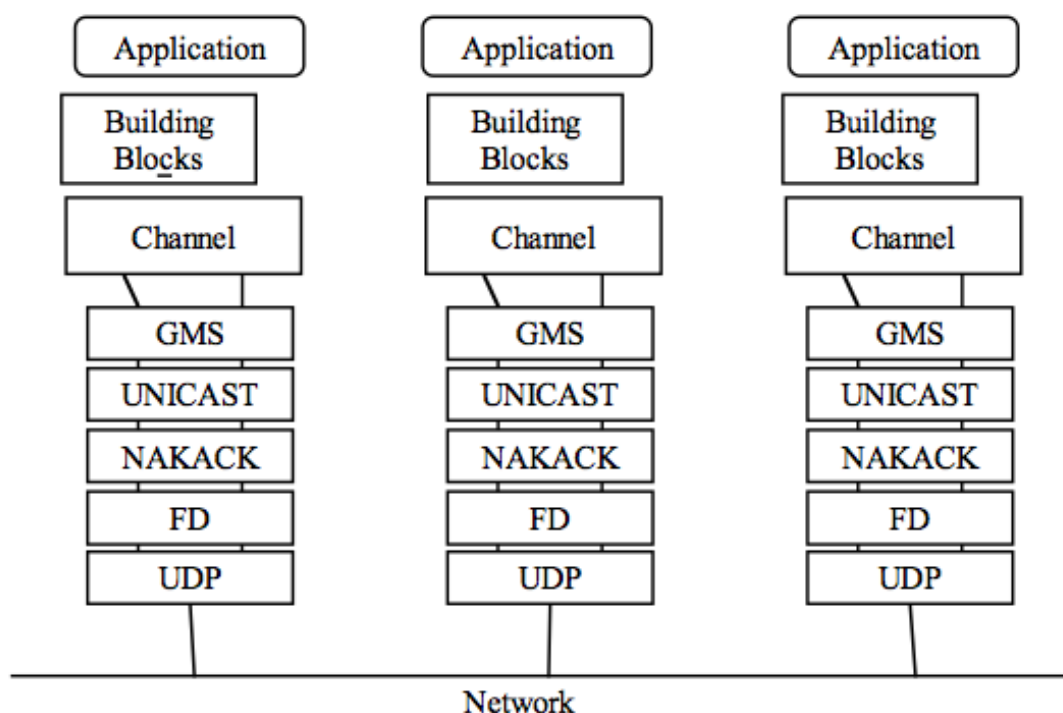 Application
Building
Blocks
Channel
GMS
UNICAST
NAKACK
FD
UDP
Application
Building
Blocks
Channel
GMS
UNICAST
NAKACK
FD
UDP
Application
Building
Blocks
Channel
GMS
UNICAST
NAKACK
FD
UDP
Network